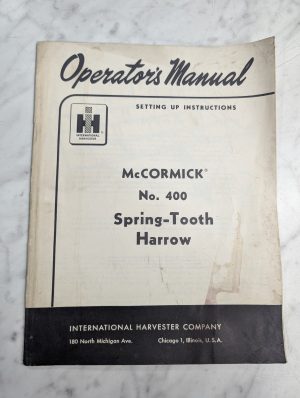 Operator's Manual
SETTING UP INSTRUCTIONS
IH
INTERNATIONAL
HARVESTER
McCORMICK®
No. 400
Spring-Tooth
Harrow
INTERNATIONAL HARVESTER COMPANY
180 North Michigan Ave. Chicago 1, Illinois, U. S. A.